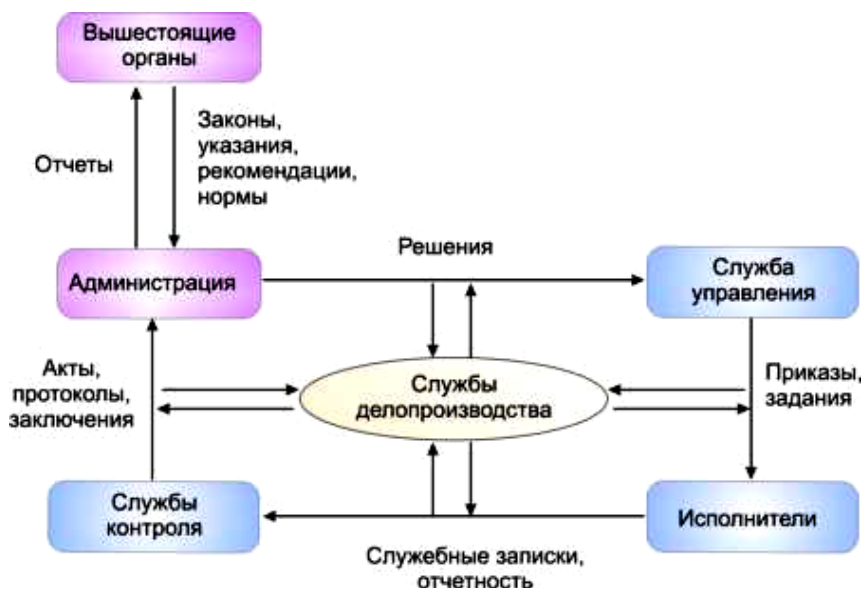 Вышестоящие
органы
Отчеты
Законы,
указания,
рекомендации,
нормы
Администрация
Решения
Служба
управления
Акты,
протоколы,
заключения
Службы
делопроизводства
Приказы,
задания
Службы
контроля
Исполнители
Служебные записки,
отчетность